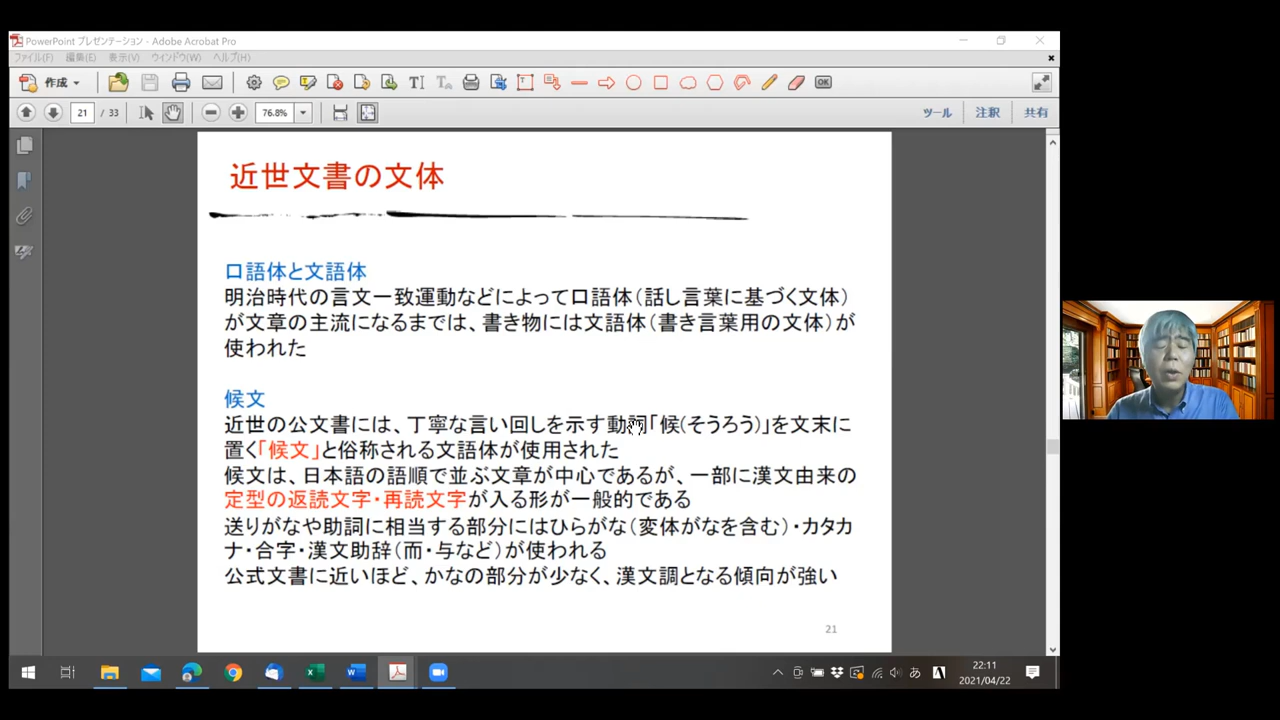 PowerPoint プレゼンテーション - Adobe Acrobat Pro
ファイル(F) 編集(E) 表示(V) ウィンドウ(W) ヘルプ(H)
作成 OK
21 / 33 76.8% ツール 注釈 共有
近世文書の文体
口語体と文語体
明治時代の言文一致運動などによって口語体(話し言葉に基づく文体)
が文章の主流になるまでは、書き物には文語体(書き言葉用の文体)が
使われた
候文
近世の公文書には、丁寧な言い回しを示す動詞「候(そうろう)」を文末に
置く「候文」と俗称される文語体が使用された
候文は、日本語の語順で並ぶ文章が中心であるが、一部に漢文由来の
定型の返読文字・再読文字が入る形が一般的である
送りがなや助詞に相当する部分にはひらがな(変体がなを含む)・カタカ
ナ・合字・漢文助辞(而・与など)が使われる
公式文書に近いほど、かなの部分が少なく、漢文調となる傾向が強い
21
あ A 22:11
2021/04/22